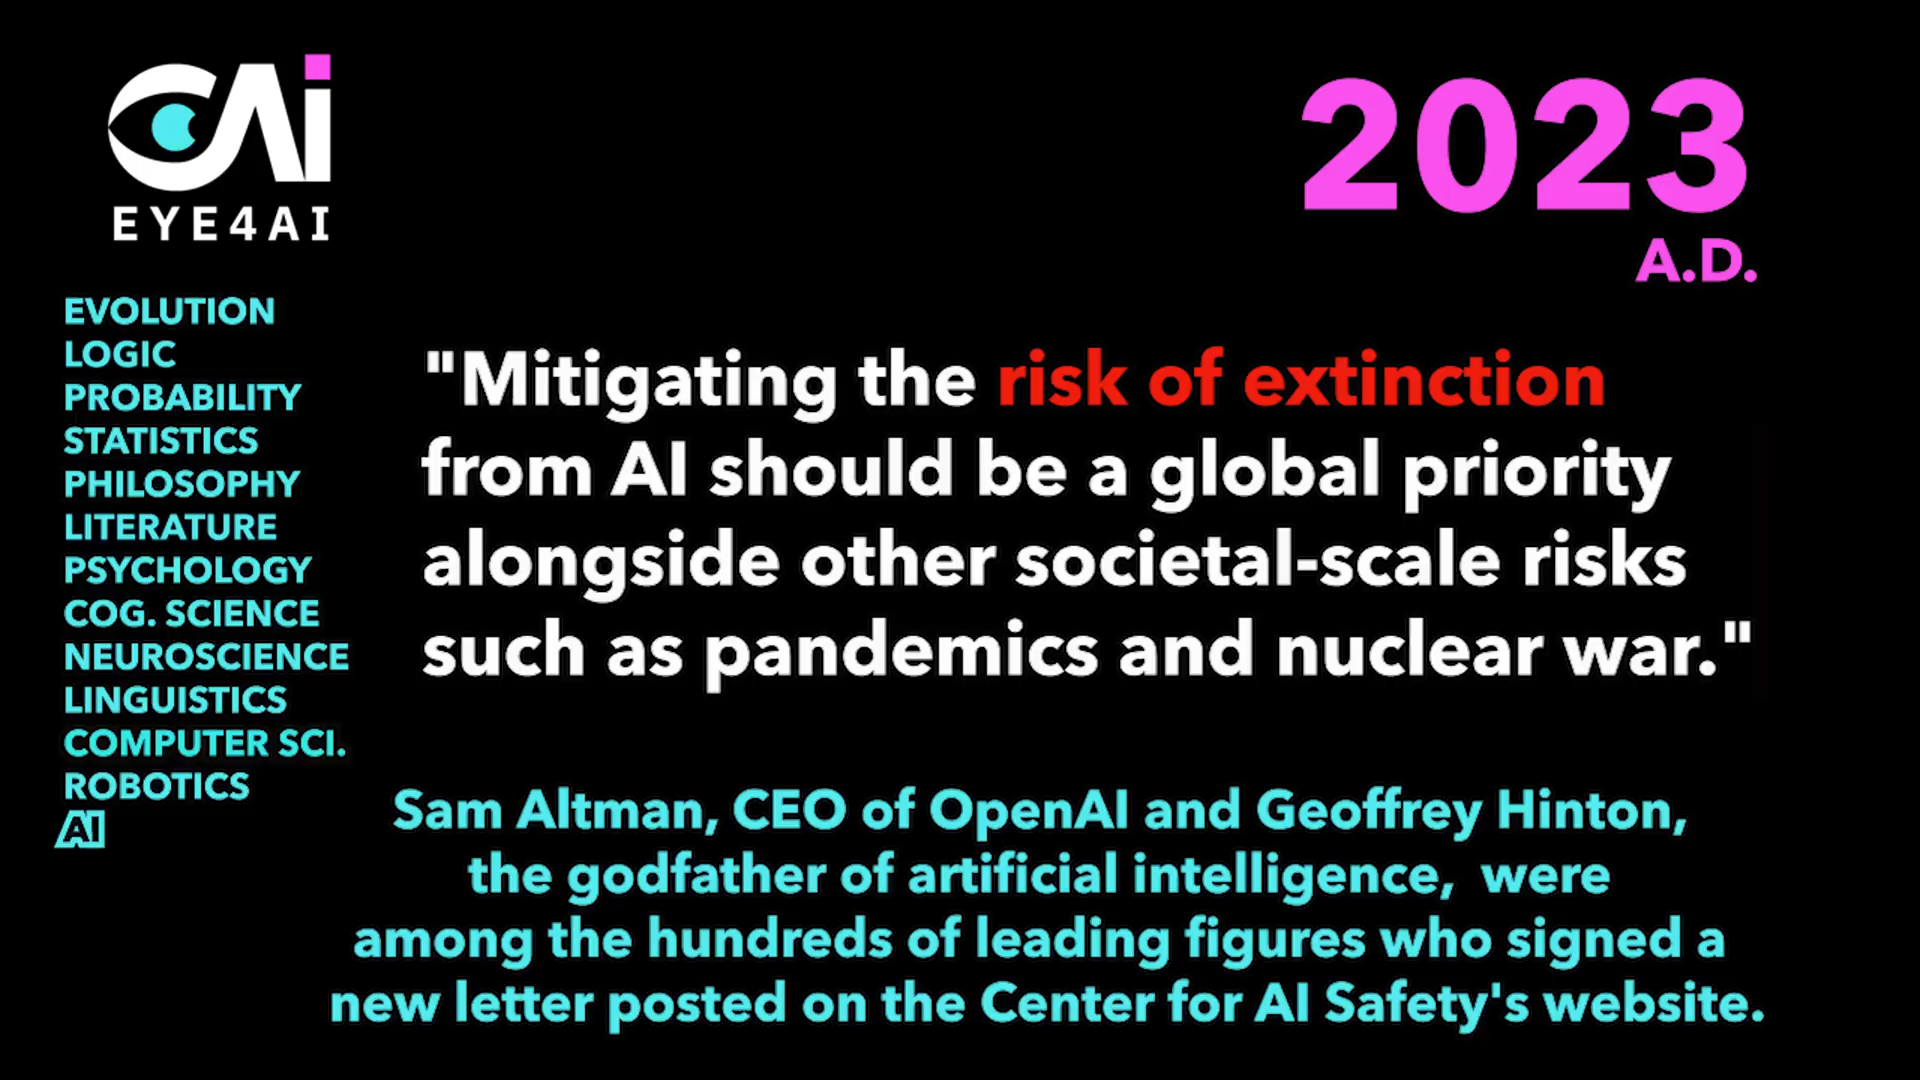 CAi
EYE4AI
2023
A.D.
EVOLUTION
LOGIC
PROBABILITY
STATISTICS
PHILOSOPHY
LITERATURE
PSYCHOLOGY
COG. SCIENCE
NEUROSCIENCE
LINGUISTICS
COMPUTER SCI.
ROBOTICS
AI
"Mitigating the risk of extinction
from AI should be a global priority
alongside other societal-scale risks
such as pandemics and nuclear war."
Sam Altman, CEO of OpenAI and Geoffrey Hinton,
the godfather of artificial intelligence, were
among the hundreds of leading figures who signed a
new letter posted on the Center for AI Safety's website.